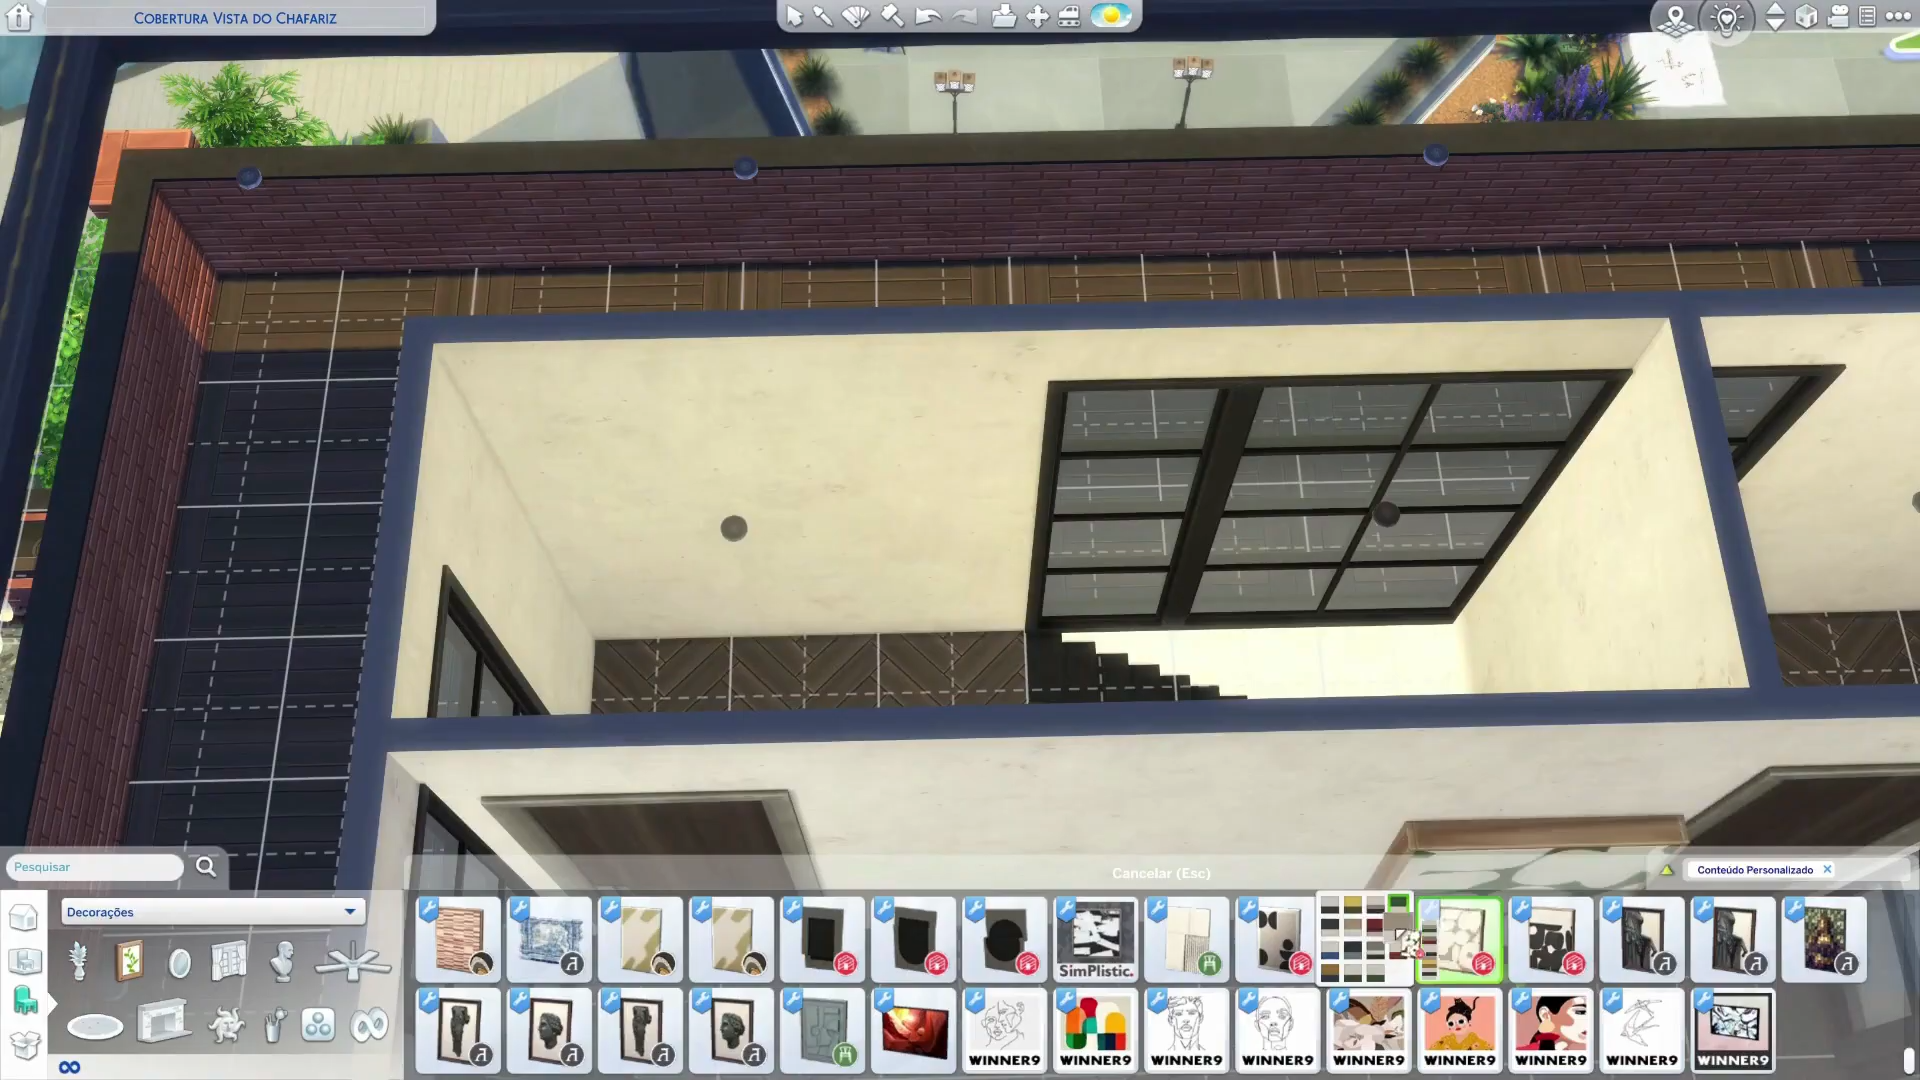 COBERTURA VISTA DO CHAFARIZ
Pesquisar
Cancelar (Esc)
Conteúdo Personalizado
Decorações
SimPlistic.
WINNER9
WINNER9
WINNER9
WINNER9
WINNER9
WINNER9
WINNER9
WINNER9
WINNER9